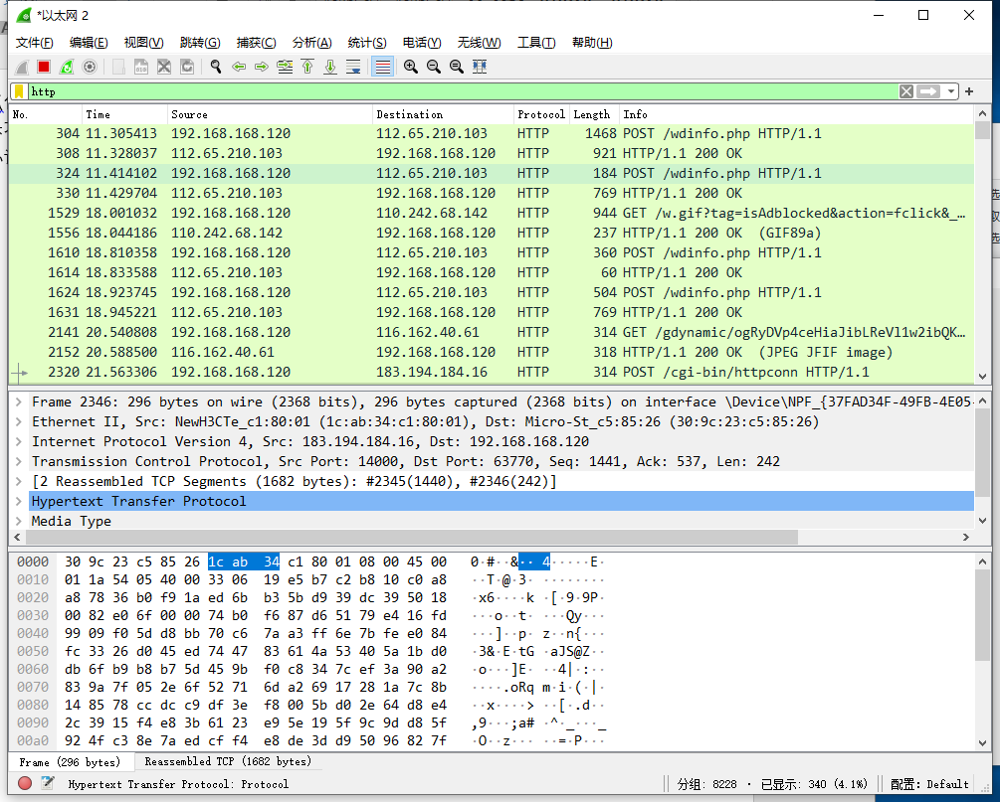 *以太网 2
文件(F) 编辑(E) 视图(V) 跳转(G) 捕获(C) 分析(A) 统计(S) 电话(Y) 无线(W) 工具(T) 帮助(H)
http
No. Time Source Destination Protocol Length Info
304 11.305413 192.168.168.120 112.65.210.103 HTTP 1468 POST /wdinfo.php HTTP/1.1
308 11.328037 112.65.210.103 192.168.168.120 HTTP 921 HTTP/1.1 200 OK
324 11.414102 192.168.168.120 112.65.210.103 HTTP 184 POST /wdinfo.php HTTP/1.1
330 11.429704 112.65.210.103 192.168.168.120 HTTP 769 HTTP/1.1 200 OK
1529 18.001032 192.168.168.120 110.242.68.142 HTTP 944 GET /w.gif?tag=isAdblocked&action=fclick&_…
1556 18.044186 110.242.68.142 192.168.168.120 HTTP 237 HTTP/1.1 200 OK (GIF89a)
1610 18.810358 192.168.168.120 112.65.210.103 HTTP 360 POST /wdinfo.php HTTP/1.1
1614 18.833588 112.65.210.103 192.168.168.120 HTTP 60 HTTP/1.1 200 OK
1624 18.923745 192.168.168.120 112.65.210.103 HTTP 504 POST /wdinfo.php HTTP/1.1
1631 18.945221 112.65.210.103 192.168.168.120 HTTP 769 HTTP/1.1 200 OK
2141 20.540808 192.168.168.120 116.162.40.61 HTTP 314 GET /gdynamic/ogRyDVp4ceHiaJibLReVl1w2ibQK…
2152 20.588500 116.162.40.61 192.168.168.120 HTTP 318 HTTP/1.1 200 OK (JPEG JFIF image)
2320 21.563306 192.168.168.120 183.194.184.16 HTTP 314 POST /cgi-bin/httpconn HTTP/1.1
Frame 2346: 296 bytes on wire (2368 bits), 296 bytes captured (2368 bits) on interface \Device\NPF_{37FAD34F-49FB-4E05-
Ethernet II, Src: NewH3CTe_c1:80:01 (1c:ab:34:c1:80:01), Dst: Micro-St_c5:85:26 (30:9c:23:c5:85:26)
Internet Protocol Version 4, Src: 183.194.184.16, Dst: 192.168.168.120
Transmission Control Protocol, Src Port: 14000, Dst Port: 63770, Seq: 1441, Ack: 537, Len: 242
[2 Reassembled TCP Segments (1682 bytes): #2345(1440), #2346(242)]
Hypertext Transfer Protocol
Media Type
0000 30 9c 23 c5 85 26 1c ab 34 c1 80 01 08 00 45 00 0·#··&·· 4·····E·
0010 01 1a 54 05 40 00 33 06 19 e5 b7 c2 b8 10 c0 a8 ··T·@·3· ········
0020 a8 78 36 b0 f9 1a ed 6b b3 5b d9 39 dc 39 50 18 ·x6····k ·[·9·9P·
0030 00 82 e0 6f 00 00 74 b0 f6 87 d6 51 79 e4 16 fd ···o··t· ···Qy···
0040 99 09 f0 5d d8 bb 70 c6 7a a3 ff 6e 7b fe e0 84 ···]··p· z··n{···
0050 fc 33 26 d0 45 ed 74 47 83 61 4a 53 40 5a 1b d0 ·3&·E·tG ·aJS@Z··
0060 db 6f b9 b8 b7 5d 45 9b f0 c8 34 7c ef 3a 90 a2 ·o···]E· ··4|·:··
0070 83 9a 7f 05 2e 6f 52 71 6d a2 69 17 28 1a 7c 8b ····.oRq m·i·(·|·
0080 14 85 78 cc dc c9 df 3e f8 00 5b d0 2e 64 d8 e4 ··x····> ··[·.d··
0090 2c 39 15 f4 e8 3b 61 23 e9 5e 19 5f 9c 9d d8 5f ,9···;a# ·^·_···_
00a0 92 4f c3 8e 7a ed cf f4 e8 de 3d d9 50 96 82 7f ·O··z··· ··=·P···
Frame (296 bytes) Reassembled TCP (1682 bytes)
Hypertext Transfer Protocol: Protocol 分组: 8228 · 已显示: 340 (4.1%) 配置: Default